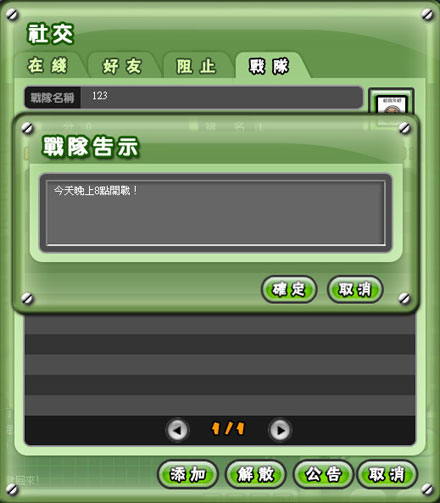 社交
在綫 好友 阻止 戰隊
戰隊名稱 123
戰隊告示
今天晚上8點開戰！
確定 取消
1/1
添加 解散 公告 取消